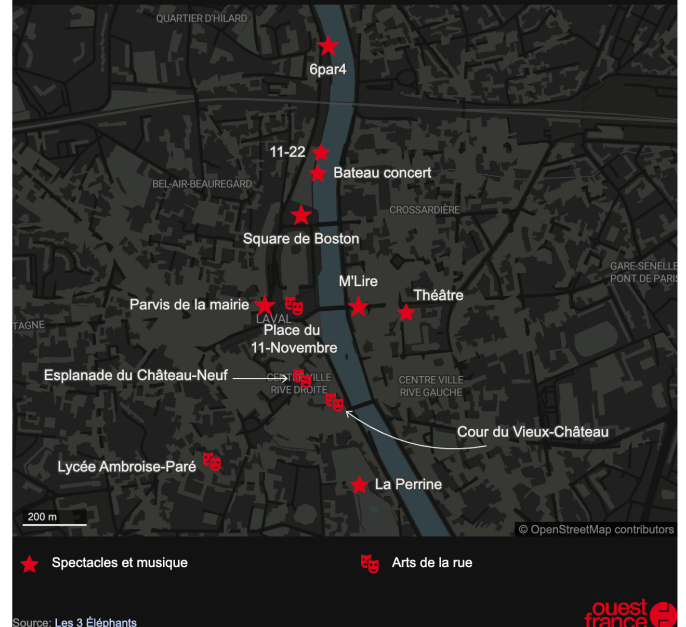 QUARTIER D'HILARD
6par4
11-22
Bateau concert
BEL-AIR-BEAUREGARD
CROSSARDIÈRE
Square de Boston
GARE-SENELLE
PONT DE PARIS
M'Lire
Théâtre
Parvis de la mairie
LAVAL
TAGNE
Place du
11-Novembre
Esplanade du Château-Neuf
CENTRE VILLE
RIVE DROITE
CENTRE VILLE
RIVE GAUCHE
Cour du Vieux-Château
Lycée Ambroise-Paré
La Perrine
200 m
© OpenStreetMap contributors
Spectacles et musique
Arts de la rue
Source: Les 3 Éléphants
ouest
france